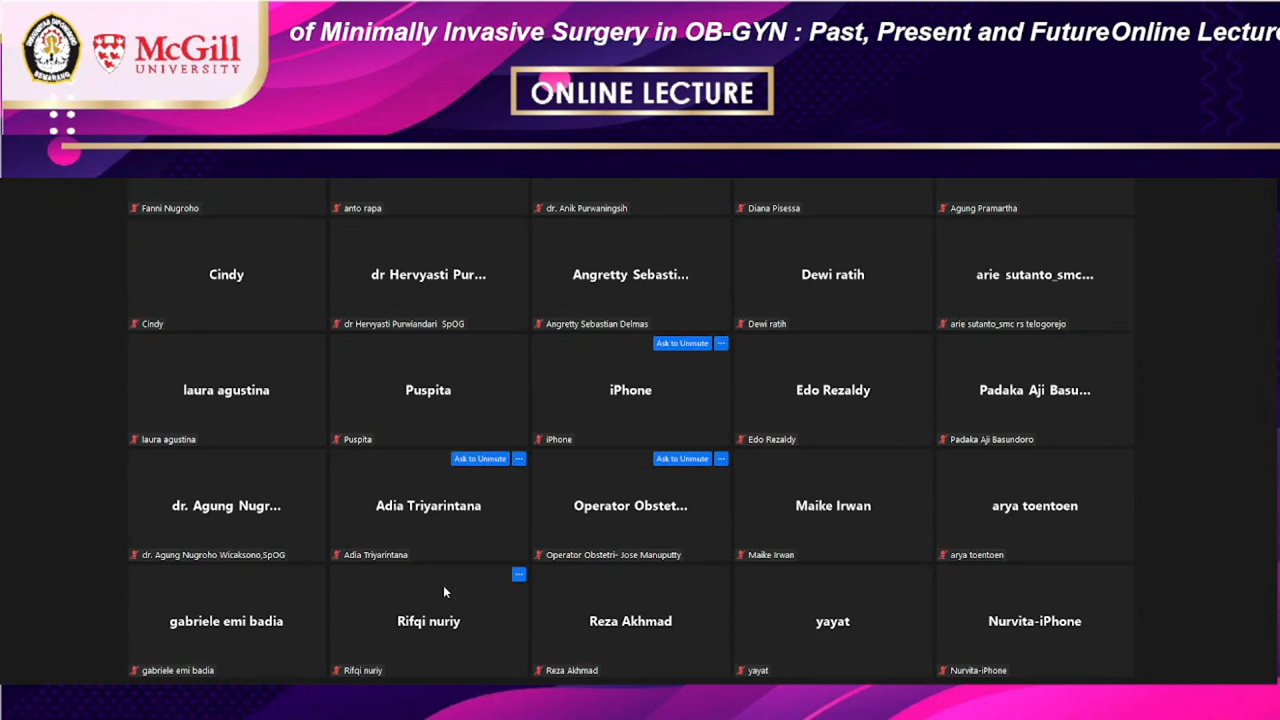 of Minimally Invasive Surgery in OB-GYN : Past, Present and FutureOnline Lecture
McGill
UNIVERSITY
SEMARANG
ONLINE LECTURE
Fanni Nugroho
anto rapa
dr. Anik Purwaningsih
Diana Pisessa
Agung Pramartha
Cindy
dr Hervyasti Pur...
Angretty Sebasti...
Dewi ratih
arie sutanto_smc...
Cindy
dr Hervyasti Purwiandari SpOG
Angretty Sebastian Delmas
Dewi ratih
arie sutanto_smc rs telogorejo
Ask to Unmute
laura agustina
Puspita
iPhone
Edo Rezaldy
Padaka Aji Basu...
laura agustina
Puspita
iPhone
Edo Rezaldy
Padaka Aji Basundoro
Ask to Unmute
Ask to Unmute
dr. Agung Nugr...
Adia Triyarintana
Operator Obstet...
Maike Irwan
arya toentoen
dr. Agung Nugroho Wicaksono,SpOG
Adia Triyarintana
Operator Obstetri- Jose Manuputty
Maike Irwan
arya toentoen
gabriele emi badia
Rifqi nuriy
Reza Akhmad
yayat
Nurvita-iPhone
gabriele emi badia
Rifqi nuriy
Reza Akhmad
yayat
Nurvita-iPhone